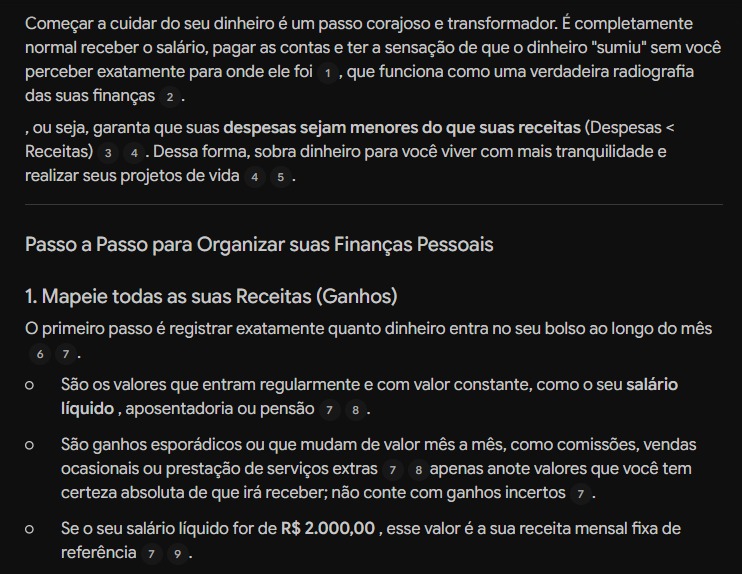 Começar a cuidar do seu dinheiro é um passo corajoso e transformador. É completamente
normal receber o salário, pagar as contas e ter a sensação de que o dinheiro "sumiu" sem você
perceber exatamente para onde ele foi 1 , que funciona como uma verdadeira radiografia
das suas finanças 2 .
, ou seja, garanta que suas despesas sejam menores do que suas receitas (Despesas <
Receitas) 3 4 . Dessa forma, sobra dinheiro para você viver com mais tranquilidade e
realizar seus projetos de vida 4 5 .
Passo a Passo para Organizar suas Finanças Pessoais
1. Mapeie todas as suas Receitas (Ganhos)
O primeiro passo é registrar exatamente quanto dinheiro entra no seu bolso ao longo do mês
6 7 .
São os valores que entram regularmente e com valor constante, como o seu salário
líquido , aposentadoria ou pensão 7 8 .
São ganhos esporádicos ou que mudam de valor mês a mês, como comissões, vendas
ocasionais ou prestação de serviços extras 7 8 apenas anote valores que você tem
certeza absoluta de que irá receber; não conte com ganhos incertos 7 .
Se o seu salário líquido for de R$ 2.000,00 , esse valor é a sua receita mensal fixa de
referência 7 9 .